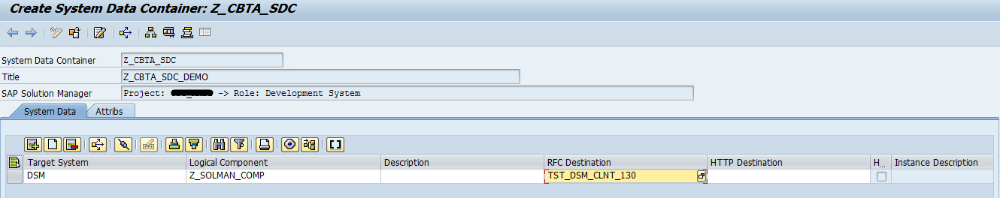 Create System Data Container: Z_CBTA_SDC
System Data Container Z_CBTA_SDC
Title Z_CBTA_SDC_DEMO
SAP Solution Manager Project: -> Role: Development System
System Data Attribs
Target System Logical Component Description RFC Destination HTTP Destination H... Instance Description
DSM Z_SOLMAN_COMP TST_DSM_CLNT_130